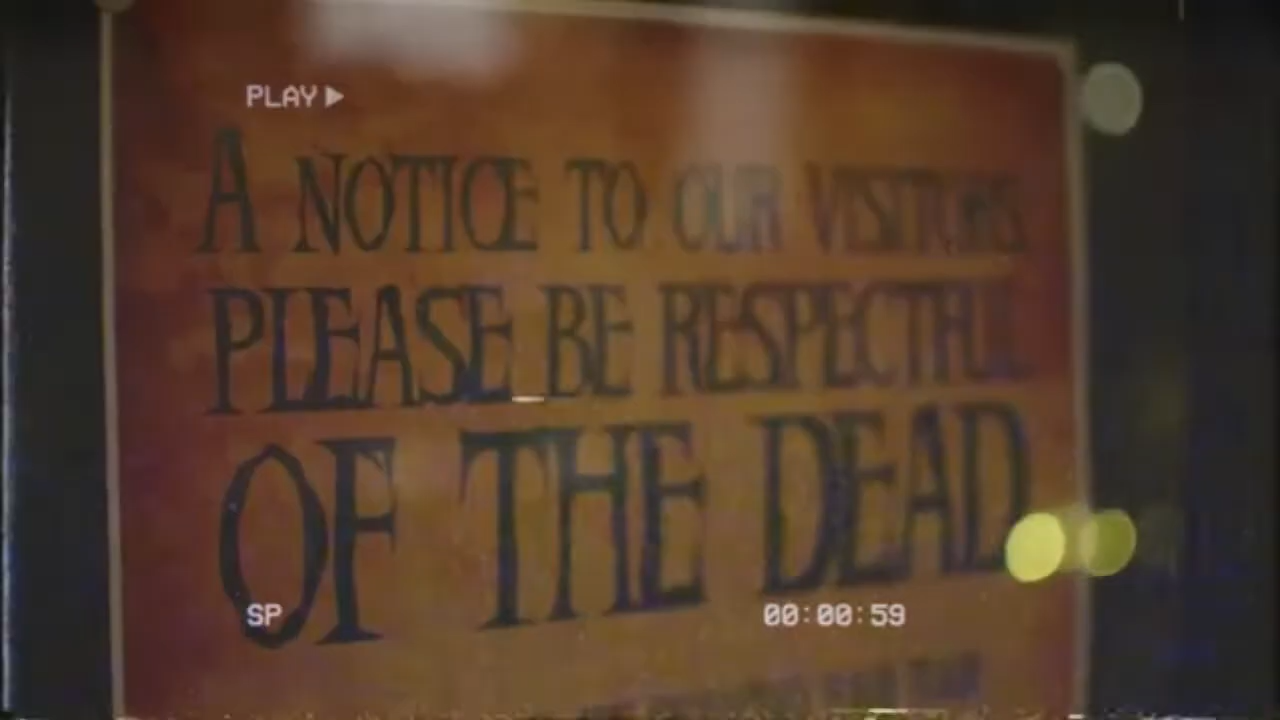 PLAY
A NOTICE TO OUR VISITORS
PLEASE BE RESPECTFUL
OF THE DEAD
SP
00:00:59